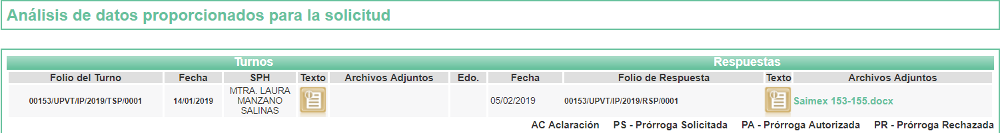 Análisis de datos proporcionados para la solicitud
Turnos Respuestas
Folio del Turno Fecha SPH Texto Archivos Adjuntos Edo. Fecha Folio de Respuesta Texto Archivos Adjuntos
00153/UPVT/IP/2019/TSP/0001 14/01/2019 MTRA. LAURA MANZANO SALINAS 05/02/2019 00153/UPVT/IP/2019/RSP/0001 Saimex 153-155.docx
AC Aclaración PS - Prórroga Solicitada PA - Prórroga Autorizada PR - Prórroga Rechazada